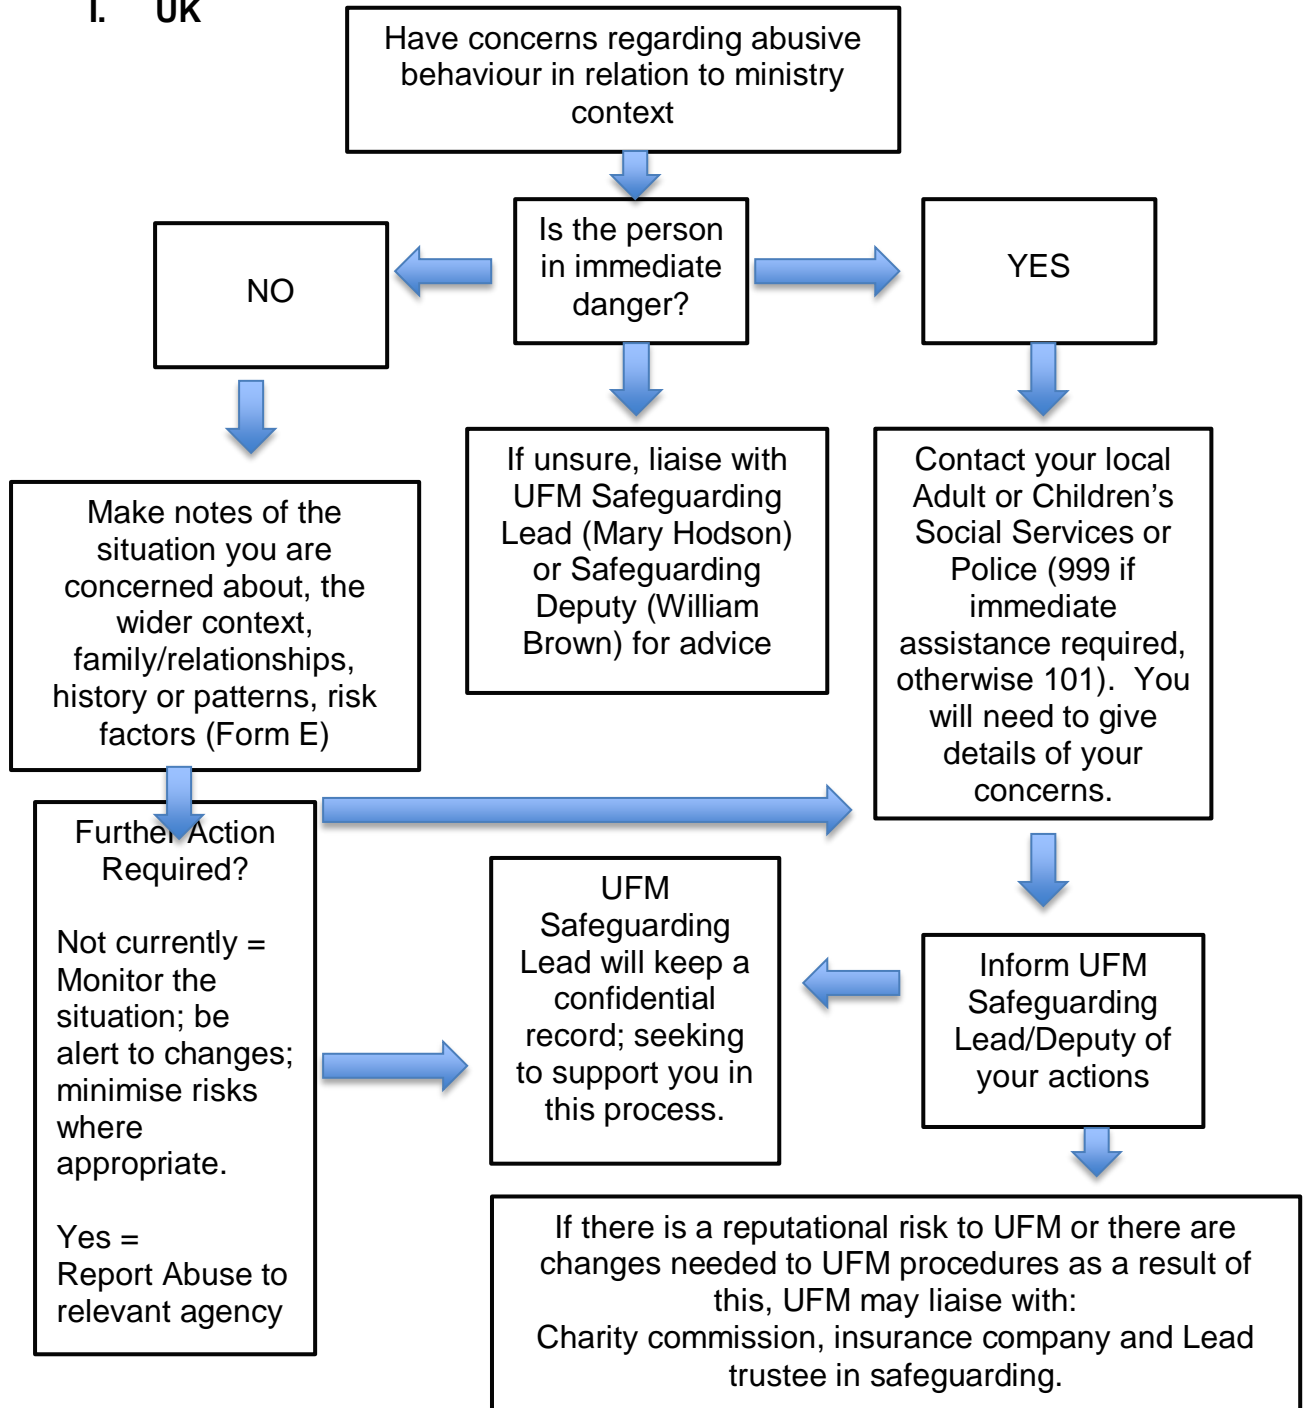 I. UK
Have concerns regarding abusive
behaviour in relation to ministry
context
Is the person
in immediate
danger?
NO
YES
If unsure, liaise with
UFM Safeguarding
Lead (Mary Hodson)
or Safeguarding
Deputy (William
Brown) for advice
Contact your local
Adult or Children’s
Social Services or
Police (999 if
immediate
assistance required,
otherwise 101).  You
will need to give
details of your
concerns.
Make notes of the
situation you are
concerned about, the
wider context,
family/relationships,
history or patterns, risk
factors (Form E)
Further Action
Required?
Not currently =
Monitor the
situation; be
alert to changes;
minimise risks
where
appropriate.
Yes =
Report Abuse to
relevant agency
UFM
Safeguarding
Lead will keep a
confidential
record; seeking
to support you in
this process.
Inform UFM
Safeguarding
Lead/Deputy of
your actions
If there is a reputational risk to UFM or there are
changes needed to UFM procedures as a result of
this, UFM may liaise with:
Charity commission, insurance company and Lead
trustee in safeguarding.